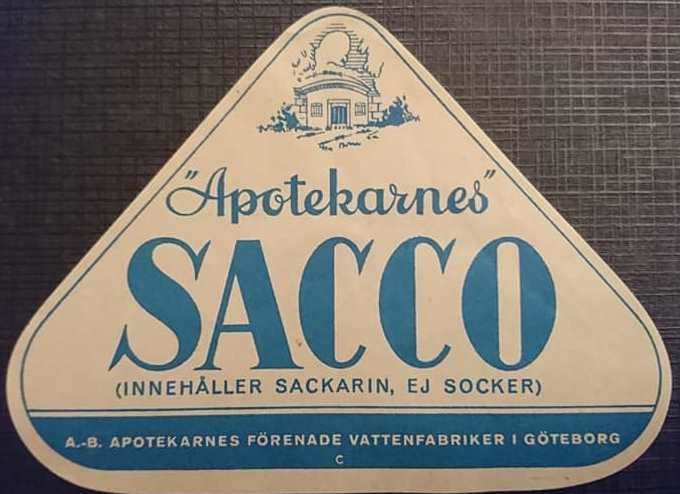 "Apotekarnes"
SACCO
(INNEHÅLLER SACKARIN, EJ SOCKER)
A.-B. APOTEKARNES FÖRENADE VATTENFABRIKER I GÖTEBORG
C